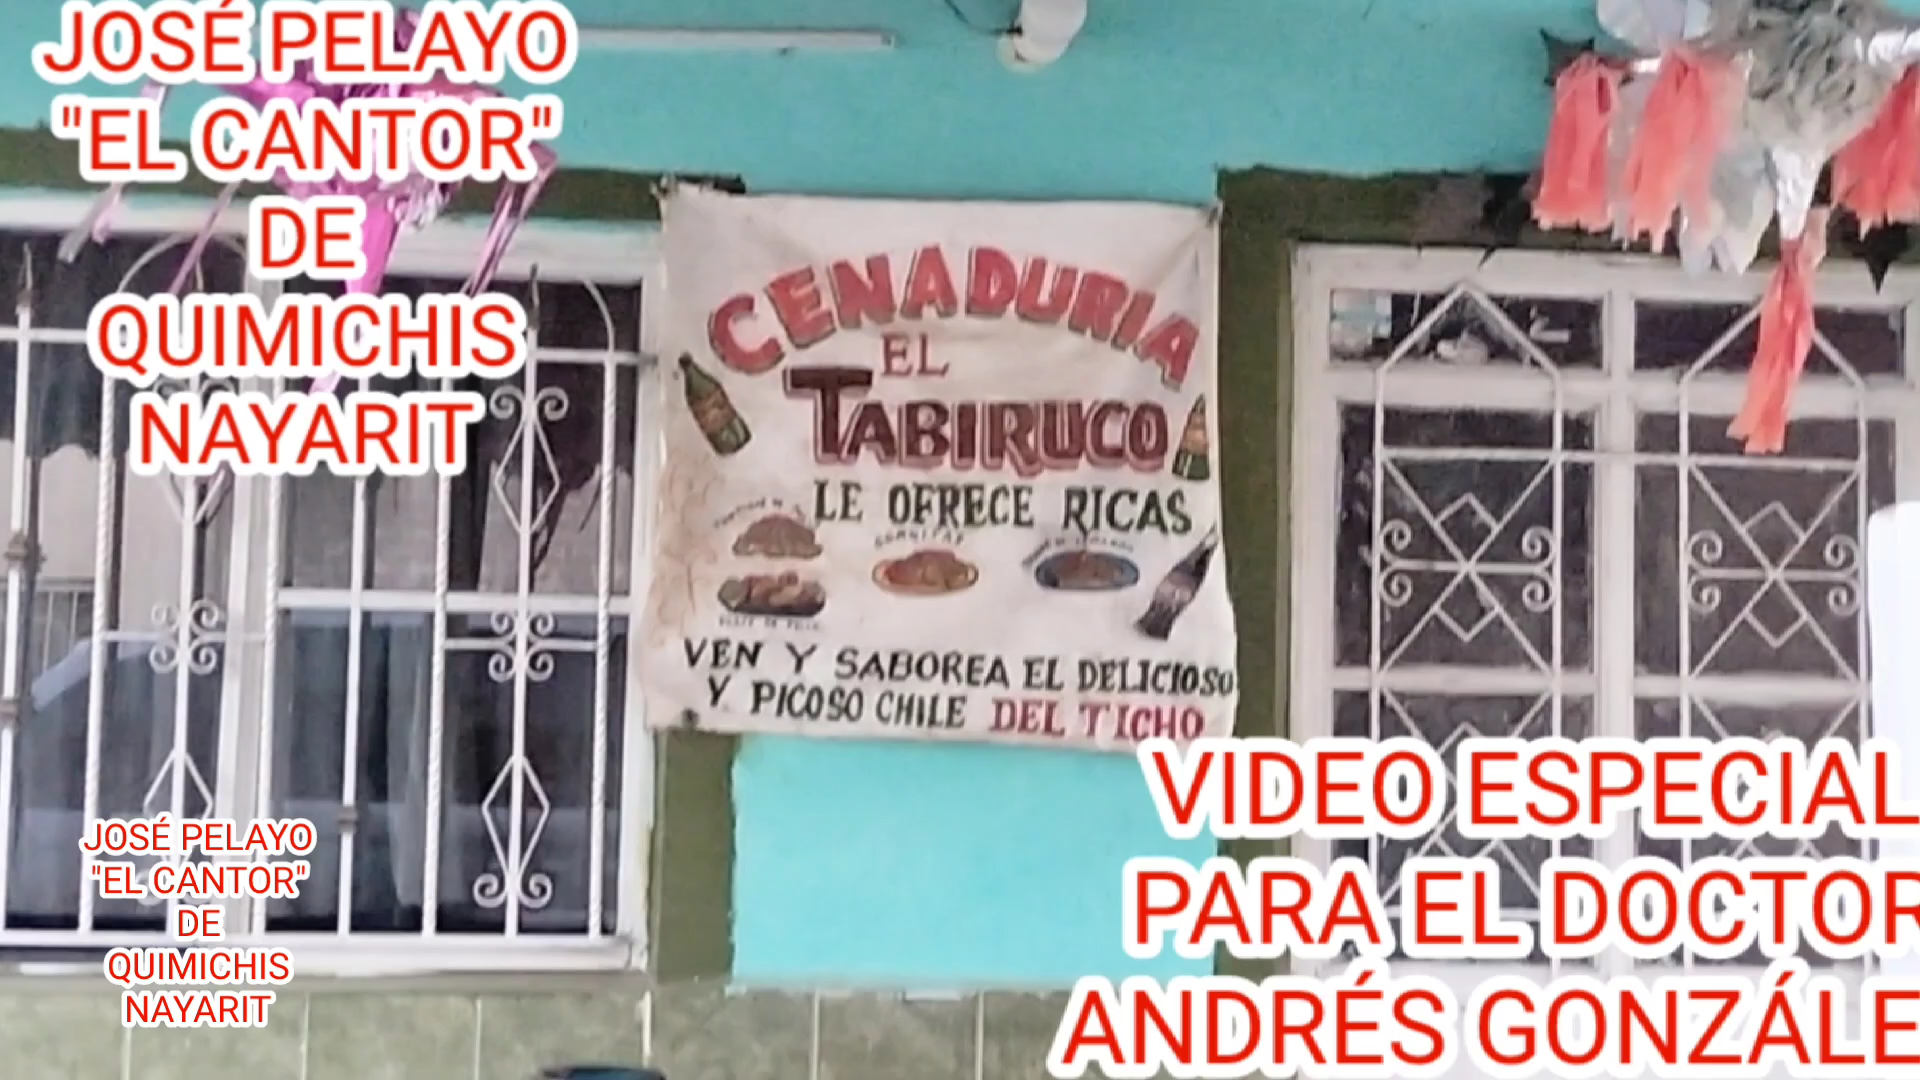 JOSÉ PELAYO
"EL CANTOR"
DE
QUIMICHIS
NAYARIT
CENADURIA
EL
TABIRUCO
LE OFRECE RICAS
GORDITAS
VEN Y SABOREA EL DELICIOSO
Y PICOSO CHILE DEL TICHO
JOSÉ PELAYO
"EL CANTOR"
DE
QUIMICHIS
NAYARIT
VIDEO ESPECIAL
PARA EL DOCTOR
ANDRÉS GONZÁLE